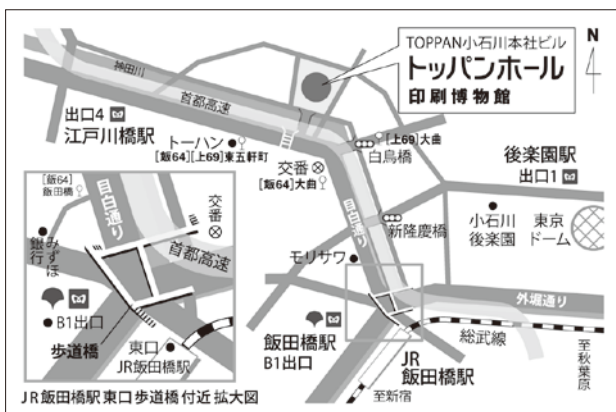 TOPPAN小石川本社ビル
トッパンホール
印刷博物館
N
神田川
首都高速
出口4
江戸川橋駅
トーハン
[飯64][上69]東五軒町
交番
[飯64]大曲
[上69]大曲
白鳥橋
後楽園駅
出口1
目白通り
新隆慶橋
小石川
後楽園
東京
ドーム
モリサワ
外堀通り
飯田橋駅
B1出口
JR
飯田橋駅
総武線
至秋葉原
至新宿
[飯64]
飯田橋
目白通り
交番
首都高速
みずほ
銀行
B1出口
歩道橋
東口
JR飯田橋駅
JR飯田橋駅東口歩道橋付近拡大図